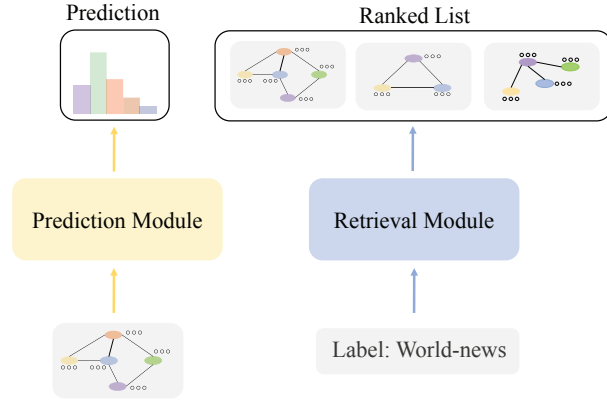 Prediction
Ranked List
Prediction Module
Retrieval Module
Label: World-news